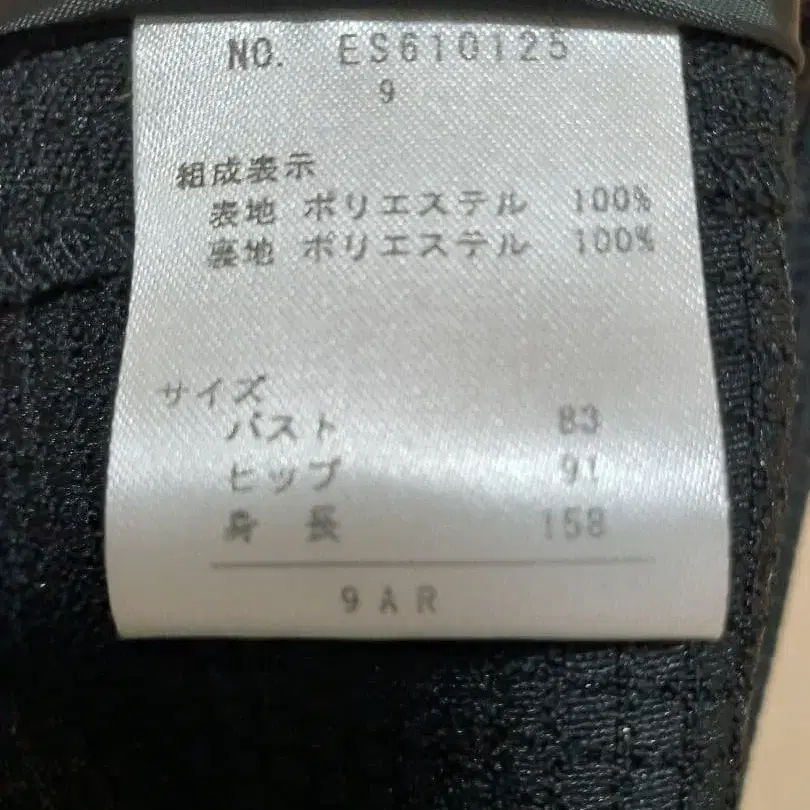 NO. ES610125
9
組成表示
表地 ポリエステル 100%
裏地 ポリエステル 100%
サイズ
バスト 83
ヒップ 91
身 長 158
9AR